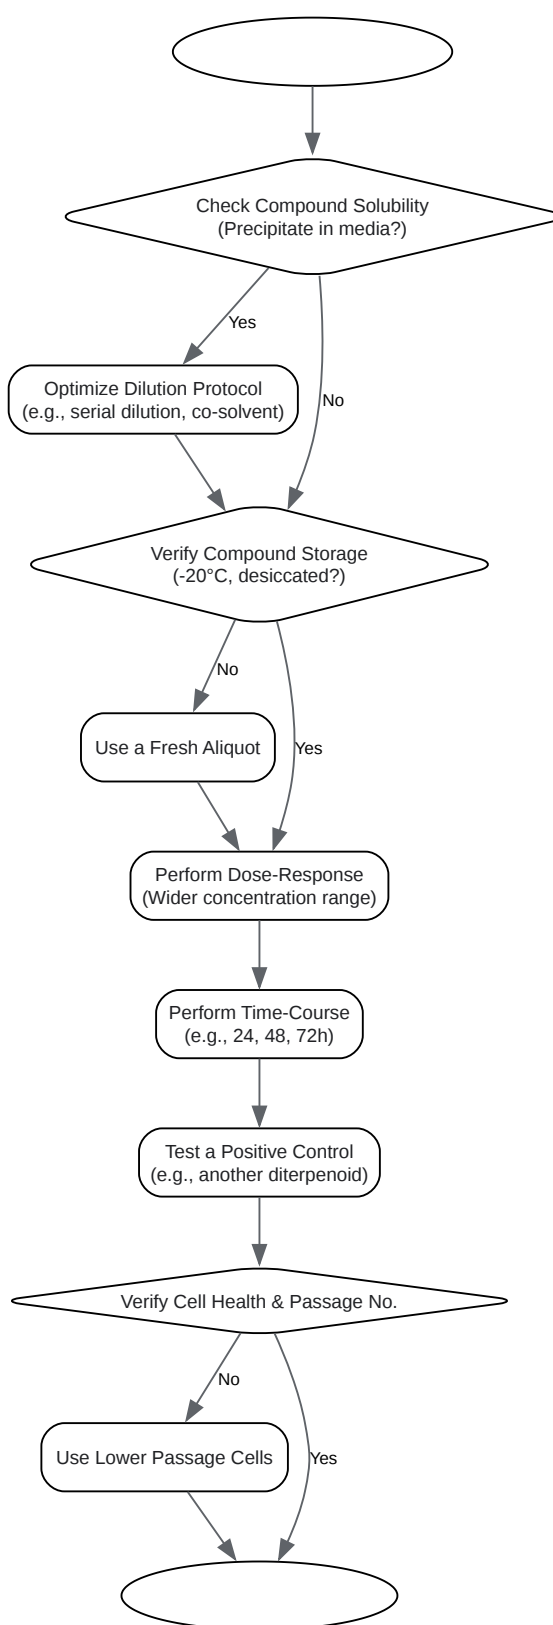 Check Compound Solubility
(Precipitate in media?)
Yes
Optimize Dilution Protocol
(e.g., serial dilution, co-solvent)
No
Verify Compound Storage
(-20°C, desiccated?)
No
Use a Fresh Aliquot
Yes
Perform Dose-Response
(Wider concentration range)
Perform Time-Course
(e.g., 24, 48, 72h)
Test a Positive Control
(e.g., another diterpenoid)
Verify Cell Health & Passage No.
No
Use Lower Passage Cells
Yes